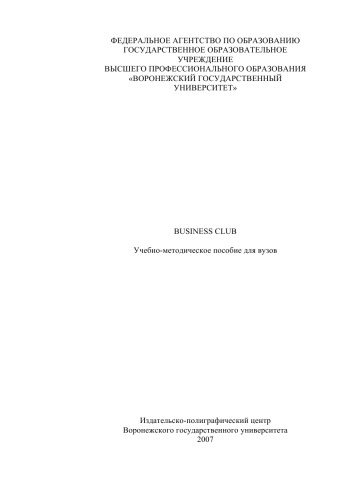 ФЕДЕРАЛЬНОЕ АГЕНТСТВО ПО ОБРАЗОВАНИЮ
ГОСУДАРСТВЕННОЕ ОБРАЗОВАТЕЛЬНОЕ
УЧРЕЖДЕНИЕ
ВЫСШЕГО ПРОФЕССИОНАЛЬНОГО ОБРАЗОВАНИЯ
«ВОРОНЕЖСКИЙ ГОСУДАРСТВЕННЫЙ
УНИВЕРСИТЕТ»
BUSINESS CLUB
Учебно-методическое пособие для вузов
Издательско-полиграфический центр
Воронежского государственного университета
2007